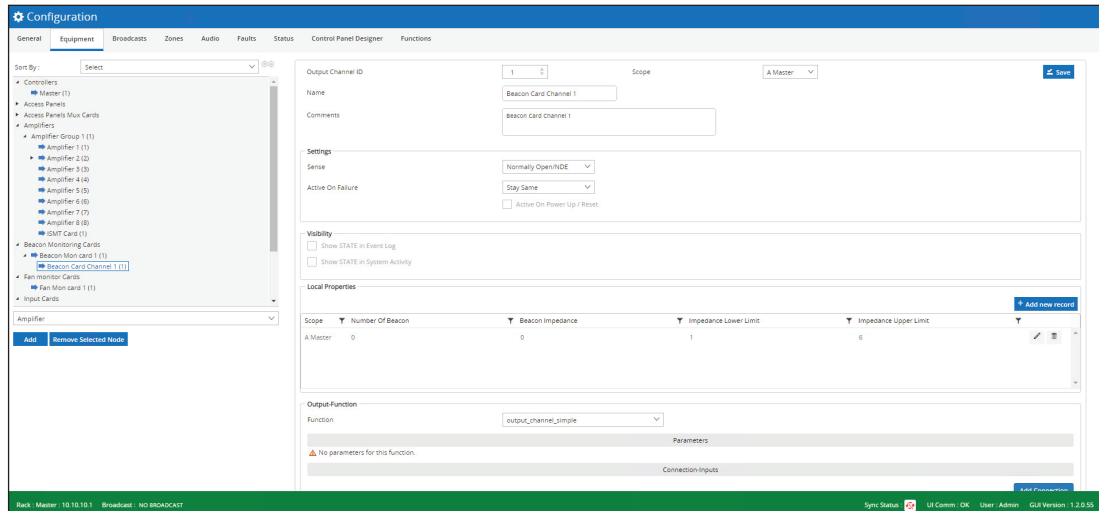 Configuration
General Equipment Broadcasts Zones Audio Faults Status Control Panel Designer Functions
Sort By : Select
Controllers
Master (1)
Access Panels
Access Panels Mux Cards
Amplifiers
Amplifier Group 1 (1)
Amplifier 1 (1)
Amplifier 2 (2)
Amplifier 3 (3)
Amplifier 4 (4)
Amplifier 5 (5)
Amplifier 6 (6)
Amplifier 7 (7)
Amplifier 8 (8)
ISMT Card (1)
Beacon Monitoring Cards
Beacon Mon card 1 (1)
Beacon Card Channel 1 (1)
Fan monitor Cards
Fan Mon card 1 (1)
Input Cards
Amplifier
Add Remove Selected Node
Output Channel ID 1 Scope A Master Save
Name Beacon Card Channel 1
Comments Beacon Card Channel 1
Settings
Sense Normally Open/NDE
Active On Failure Stay Same
Active On Power Up / Reset
Visibility
Show STATE in Event Log
Show STATE in System Activity
Local Properties
+ Add new record
Scope Number Of Beacon Beacon Impedance Impedance Lower Limit Impedance Upper Limit
A Master 0 0 1 6
Output-Function
Function output_channel_simple
Parameters
No parameters for this function.
Connection-Inputs
Add Connection
Rack : Master : 10.10.10.1 Broadcast : NO BROADCAST Sync Status : UI Comm : OK User : Admin GUI Version : 1.2.0.55